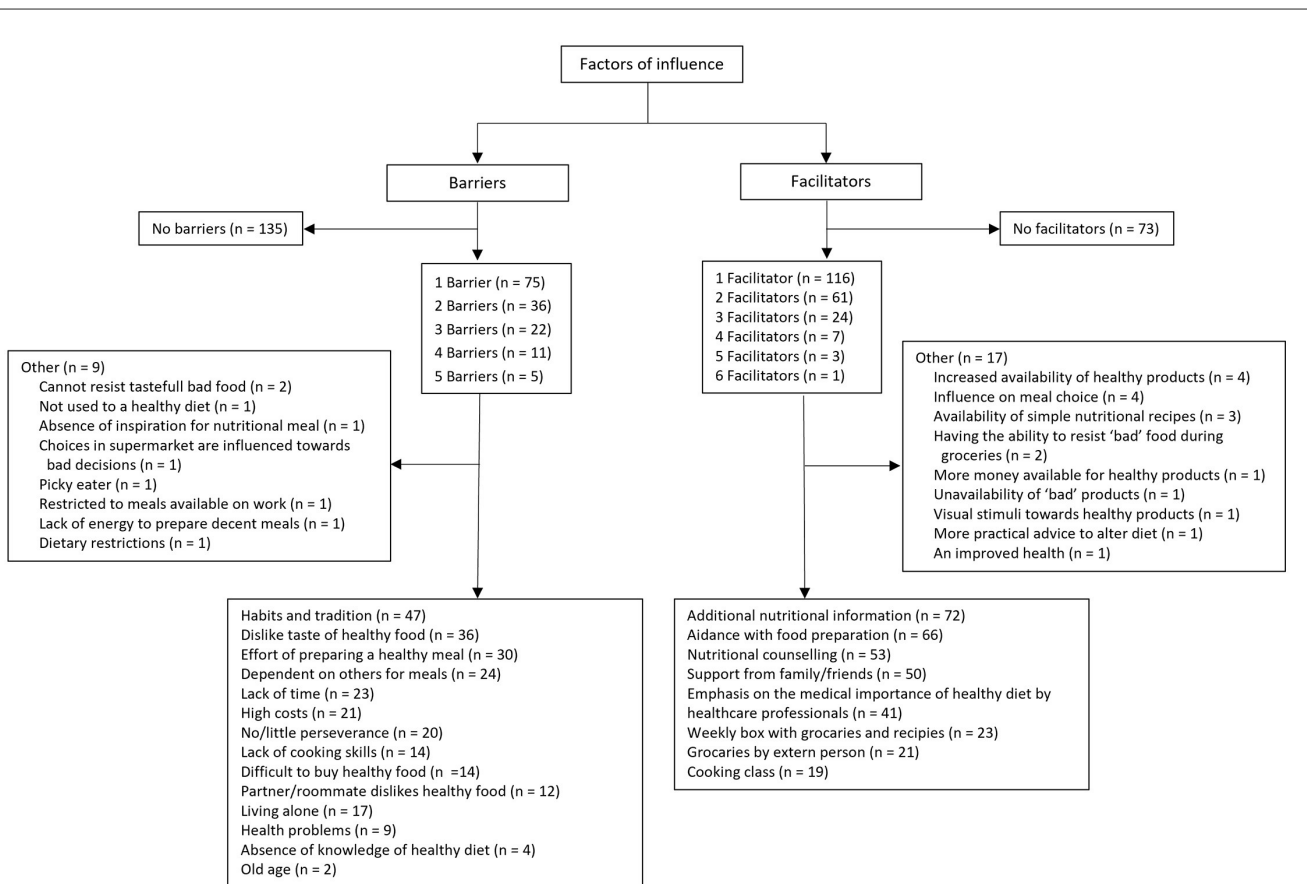 Factors of influence
Barriers
Facilitators
No barriers (n = 135)
No facilitators (n = 73)
1 Barrier (n = 75)
2 Barriers (n = 36)
3 Barriers (n = 22)
4 Barriers (n = 11)
5 Barriers (n = 5)
1 Facilitator (n = 116)
2 Facilitators (n = 61)
3 Facilitators (n = 24)
4 Facilitators (n = 7)
5 Facilitators (n = 3)
6 Facilitators (n = 1)
Other (n = 9)
Cannot resist tastefull bad food (n = 2)
Not used to a healthy diet (n = 1)
Absence of inspiration for nutritional meal (n = 1)
Choices in supermarket are influenced towards
bad decisions (n = 1)
Picky eater (n = 1)
Restricted to meals available on work (n = 1)
Lack of energy to prepare decent meals (n = 1)
Dietary restrictions (n = 1)
Other (n = 17)
Increased availability of healthy products (n = 4)
Influence on meal choice (n = 4)
Availability of simple nutritional recipes (n = 3)
Having the ability to resist ‘bad’ food during
groceries (n = 2)
More money available for healthy products (n = 1)
Unavailability of ‘bad’ products (n = 1)
Visual stimuli towards healthy products (n = 1)
More practical advice to alter diet (n = 1)
An improved health (n = 1)
Habits and tradition (n = 47)
Dislike taste of healthy food (n = 36)
Effort of preparing a healthy meal (n = 30)
Dependent on others for meals (n = 24)
Lack of time (n = 23)
High costs (n = 21)
No/little perseverance (n = 20)
Lack of cooking skills (n = 14)
Difficult to buy healthy food (n =14)
Partner/roommate dislikes healthy food (n = 12)
Living alone (n = 17)
Health problems (n = 9)
Absence of knowledge of healthy diet (n = 4)
Old age (n = 2)
Additional nutritional information (n = 72)
Aidance with food preparation (n = 66)
Nutritional counselling (n = 53)
Support from family/friends (n = 50)
Emphasis on the medical importance of healthy diet by
healthcare professionals (n = 41)
Weekly box with grocaries and recipies (n = 23)
Grocaries by extern person (n = 21)
Cooking class (n = 19)